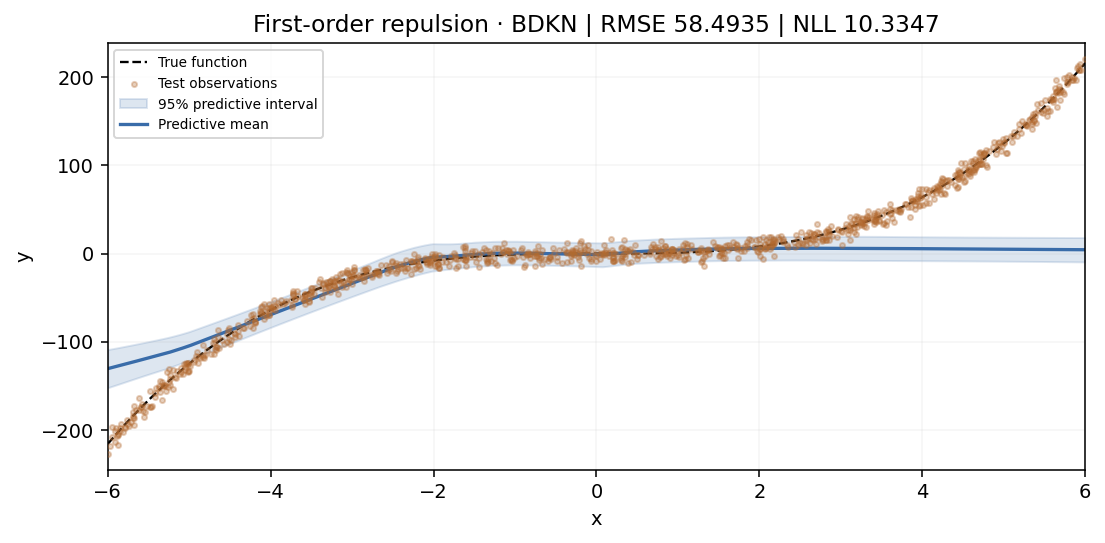 First-order repulsion · BDKN | RMSE 58.4935 | NLL 10.3347
True function
Test observations
95% predictive interval
Predictive mean
y
200
100
0
−100
−200
−6
−4
−2
0
2
4
6
x